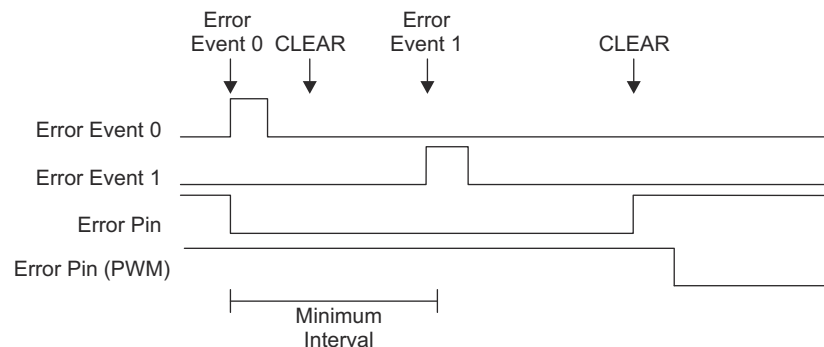 Error
Event 0
CLEAR
Error
Event 1
CLEAR
Error Event 0
Error Event 1
Error Pin
Error Pin (PWM)
Minimum
Interval